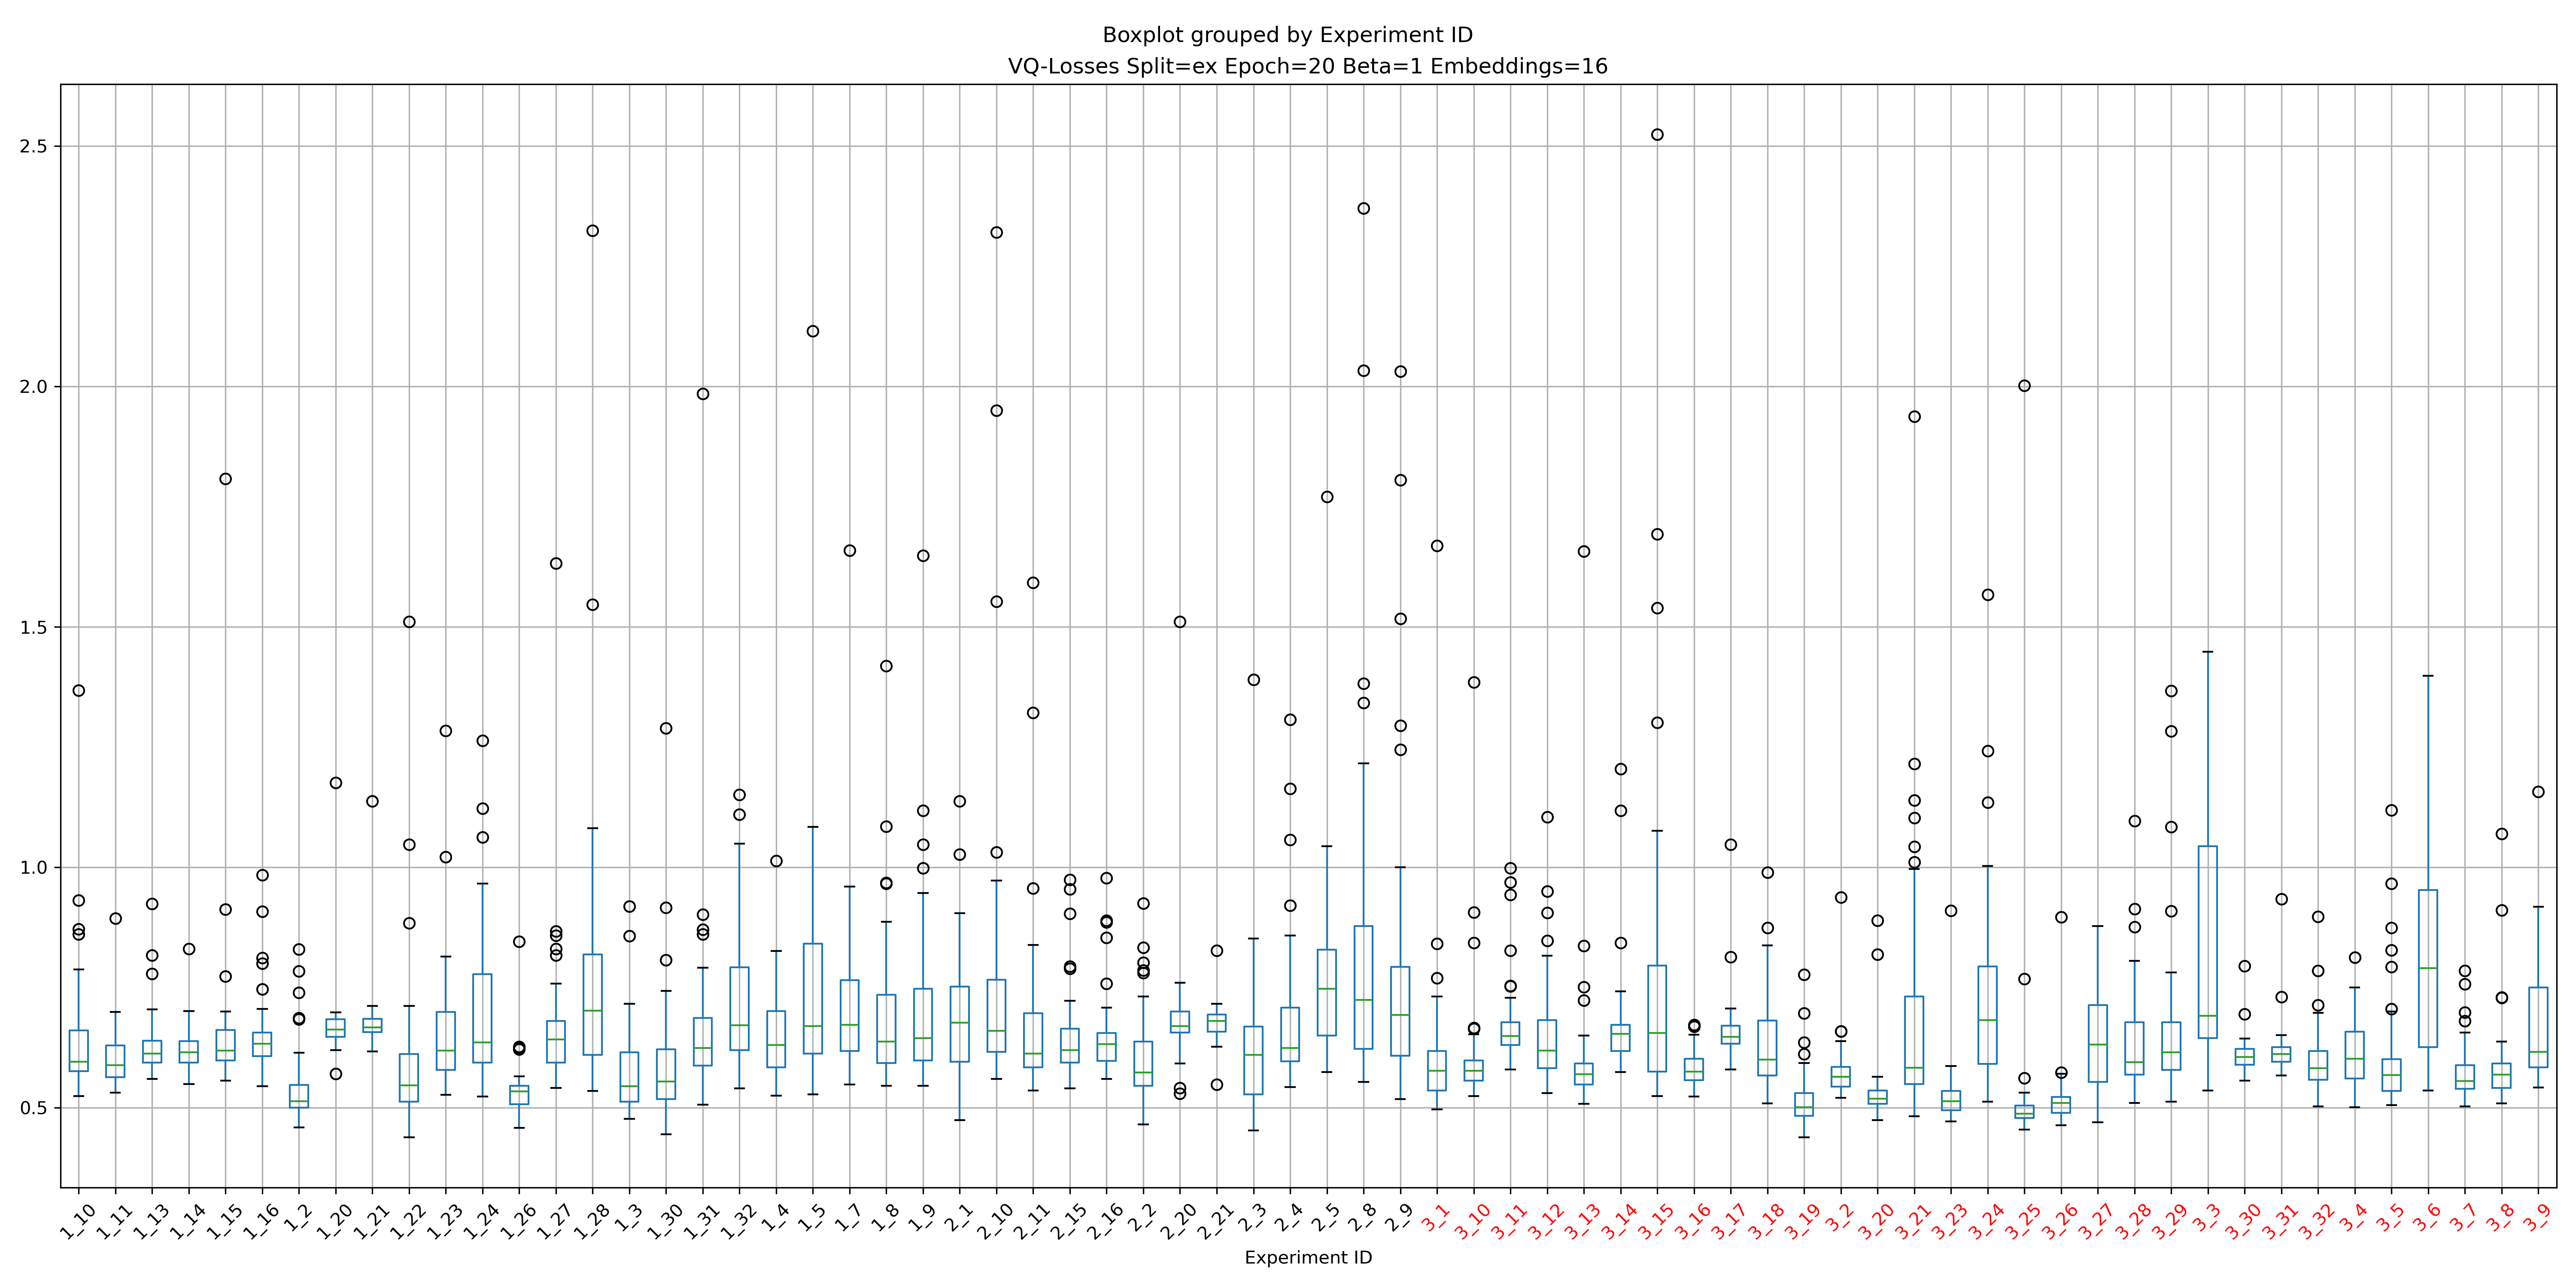 Boxplot grouped by Experiment ID
VQ-Losses Split=ex Epoch=20 Beta=1 Embeddings=16
2.5
2.0
1.5
1.0
0.5
1_10 1_11 1_13 1_14 1_15 1_16 1_2 1_20 1_21 1_22 1_23 1_24 1_26 1_27 1_28 1_3 1_30 1_31 1_32 1_4 1_5 1_7 1_8 1_9 2_1 2_10 2_11 2_15 2_16 2_2 2_20 2_21 2_3 2_4 2_5 2_8 2_9 3_1 3_10 3_11 3_12 3_13 3_14 3_15 3_16 3_17 3_18 3_19 3_2 3_20 3_21 3_23 3_24 3_25 3_26 3_27 3_28 3_29 3_3 3_30 3_31 3_32 3_4 3_5 3_6 3_7 3_8 3_9
Experiment ID